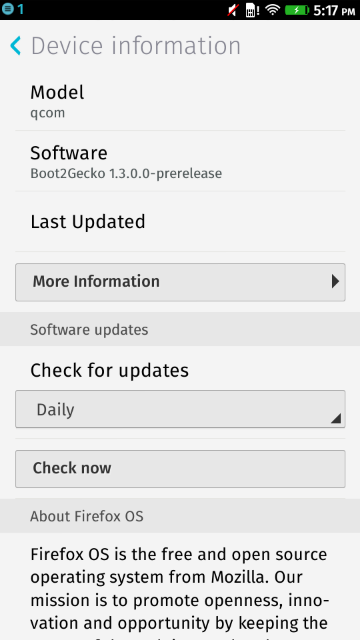 1 5:17 PM
Device information
Model
qcom
Software
Boot2Gecko 1.3.0.0-prerelease
Last Updated
More Information
Software updates
Check for updates
Daily
Check now
About Firefox OS
Firefox OS is the free and open source
operating system from Mozilla. Our
mission is to promote openness, inno-
vation and opportunity by keeping the